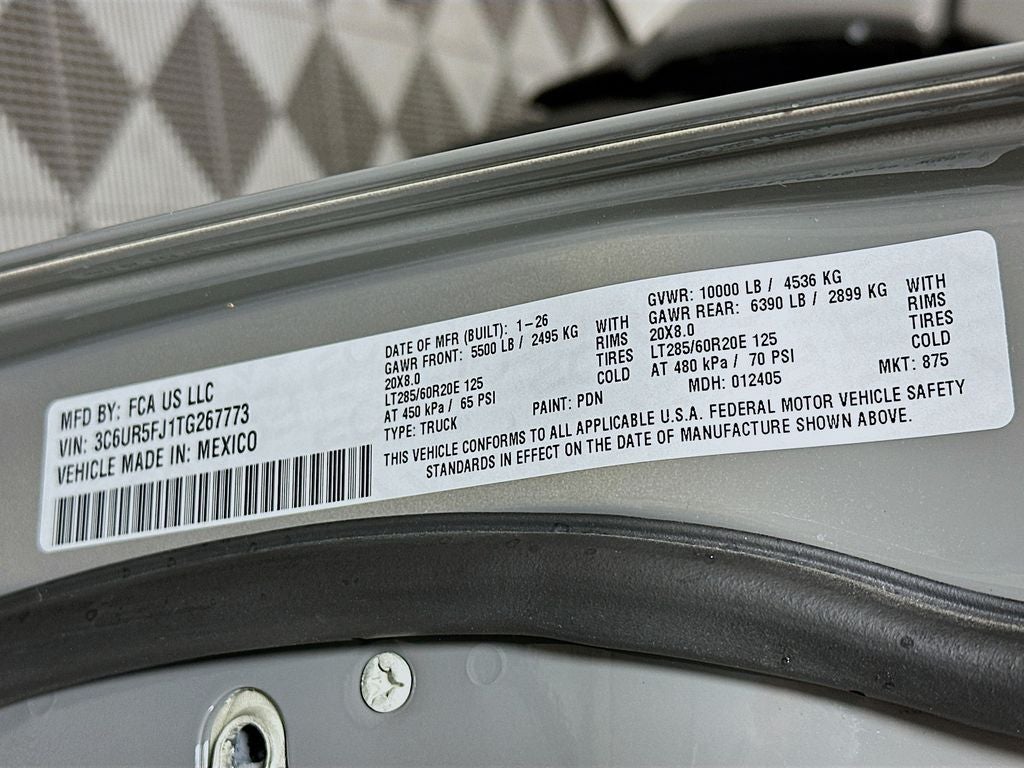 MFD BY: FCA US LLC
VIN: 3C6UR5FJ1TG267773
VEHICLE MADE IN: MEXICO
DATE OF MFR (BUILT): 1-26
GAWR FRONT: 5500 LB / 2495 KG WITH
20X8.0 RIMS
LT285/60R20E 125 TIRES
AT 450 kPa / 65 PSI COLD
TYPE: TRUCK PAINT: PDN
GVWR: 10000 LB / 4536 KG
GAWR REAR: 6390 LB / 2899 KG WITH
20X8.0 RIMS
LT285/60R20E 125 TIRES
AT 480 kPa / 70 PSI COLD
MDH: 012405 MKT: 875
THIS VEHICLE CONFORMS TO ALL APPLICABLE U.S.A. FEDERAL MOTOR VEHICLE SAFETY
STANDARDS IN EFFECT ON THE DATE OF MANUFACTURE SHOWN ABOVE.